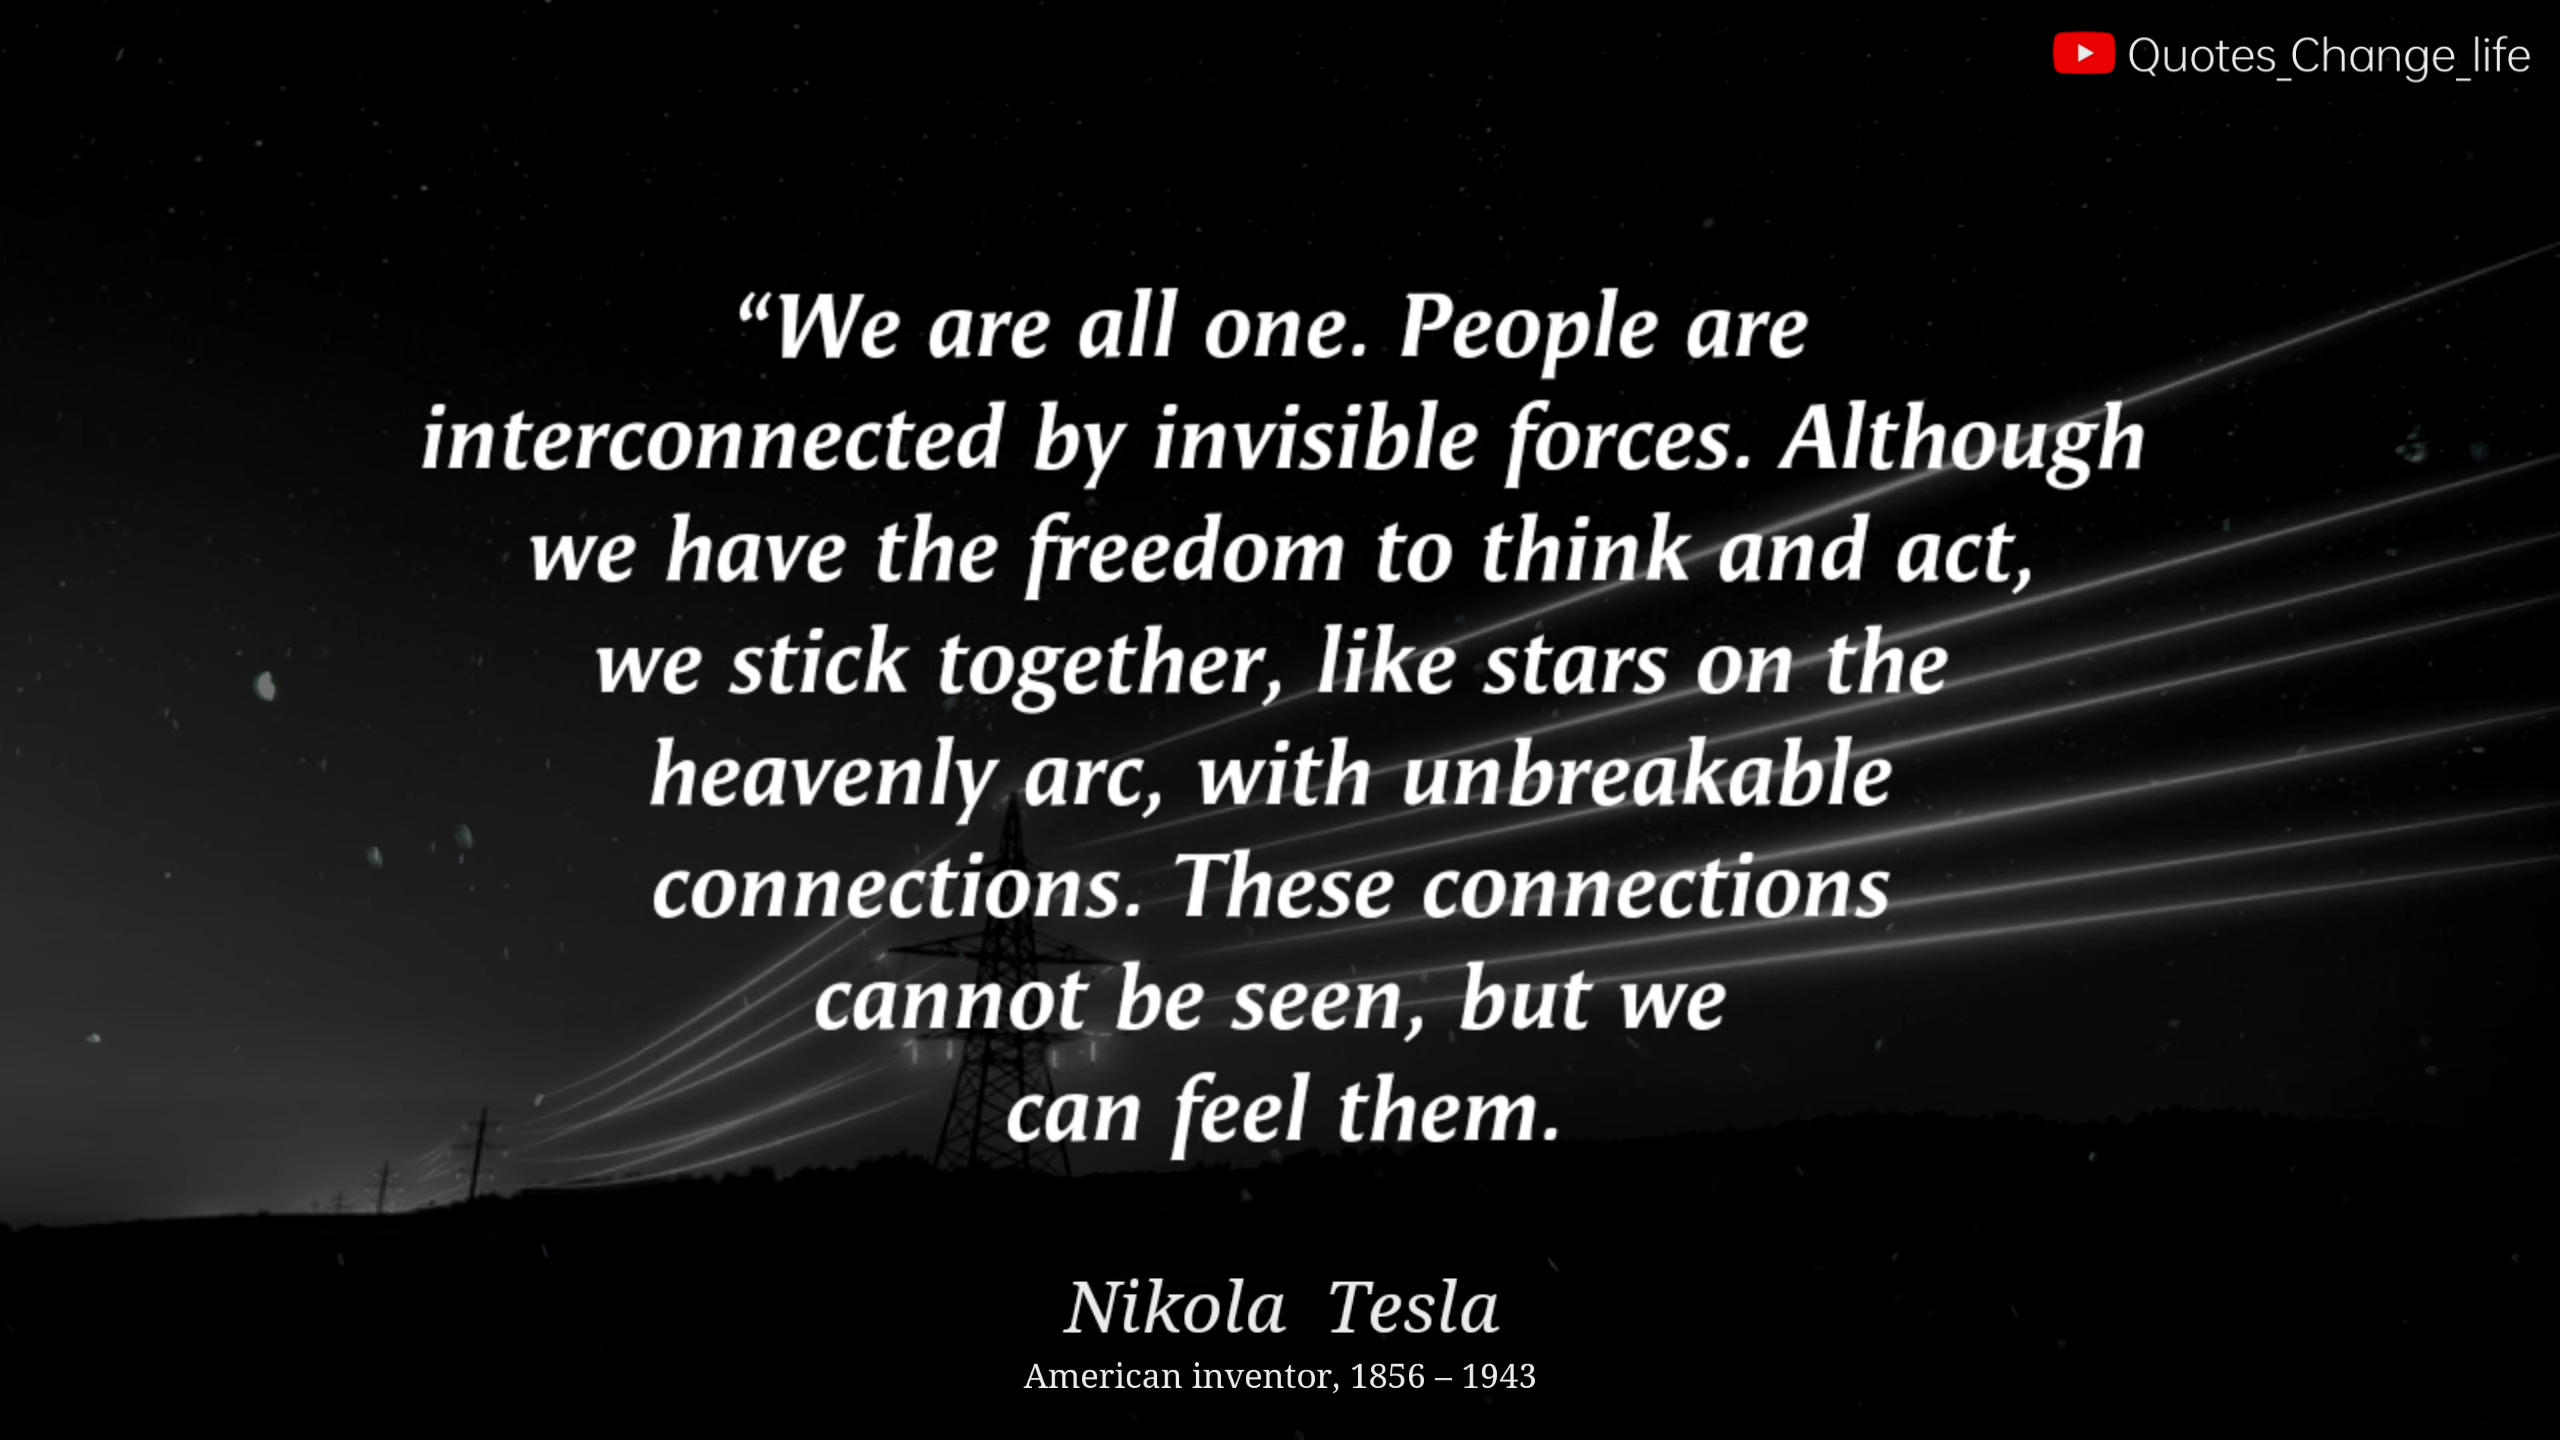 Quotes_Change_life
“We are all one. People are
interconnected by invisible forces. Although
we have the freedom to think and act,
we stick together, like stars on the
heavenly arc, with unbreakable
connections. These connections
cannot be seen, but we
can feel them.
Nikola Tesla
American inventor, 1856 – 1943